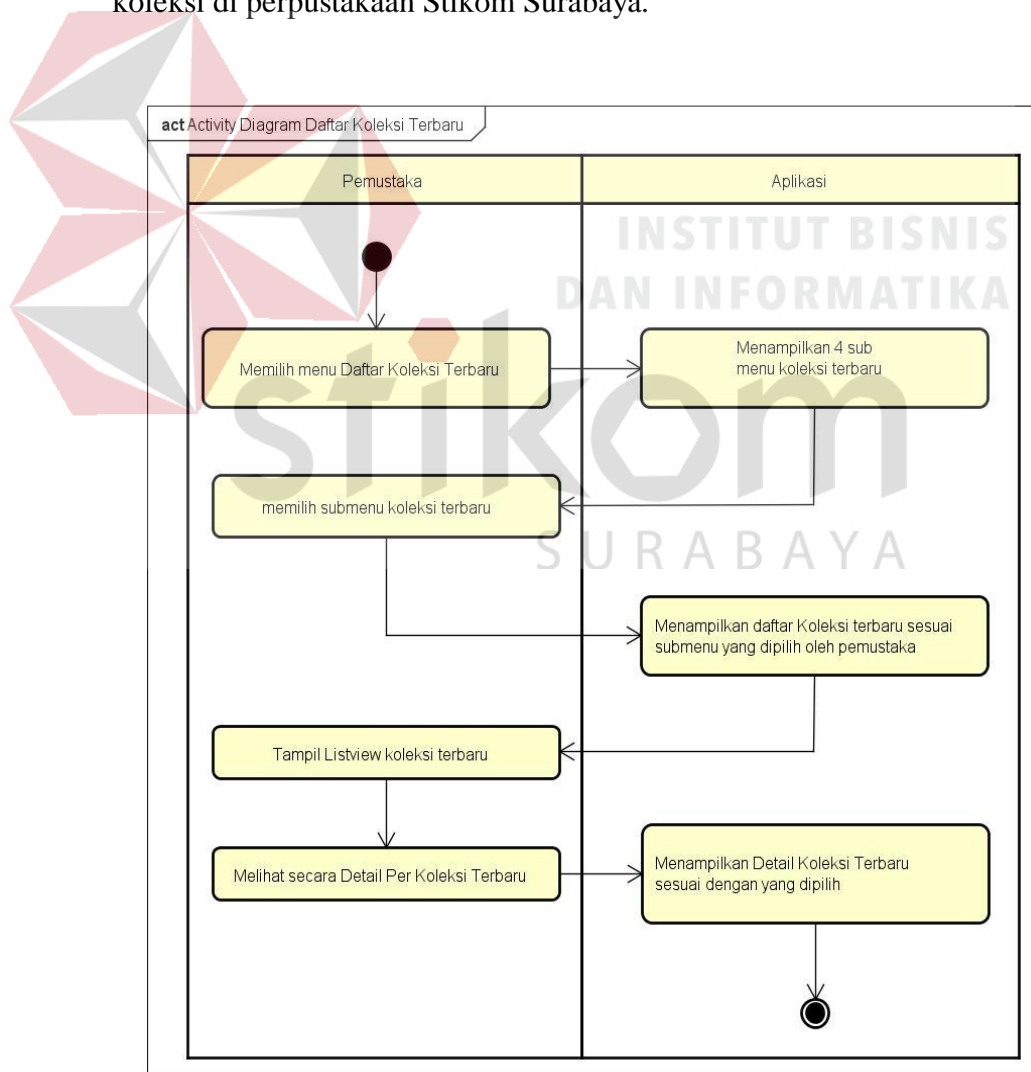 koleksi di perpustakaan Stikom Surabaya.
act Activity Diagram Daftar Koleksi Terbaru
Pemustaka
Aplikasi
INSTITUT BISNIS
DAN INFORMATIKA
Memilih menu Daftar Koleksi Terbaru
Menampilkan 4 sub
menu koleksi terbaru
stikom
memilih submenu koleksi terbaru
SURABAYA
Menampilkan daftar Koleksi terbaru sesuai
submenu yang dipilih oleh pemustaka
Tampil Listview koleksi terbaru
Melihat secara Detail Per Koleksi Terbaru
Menampilkan Detail Koleksi Terbaru
sesuai dengan yang dipilih